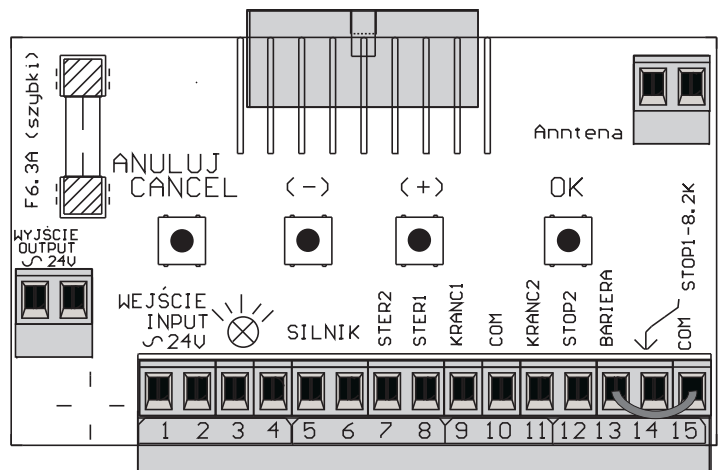 F6.3A (szybki)
Anntena
ANULUJ
CANCEL
(-)
(+)
OK
WYJŚCIE
OUTPUT
~ 24V
WEJŚCIE
INPUT
~ 24V
SILNIK
STER2
STER1
KRANC1
COM
KRANC2
STOP2
BARIERA
STOP1-8.2K
COM
1 2 3 4 5 6 7 8 9 10 11 12 13 14 15